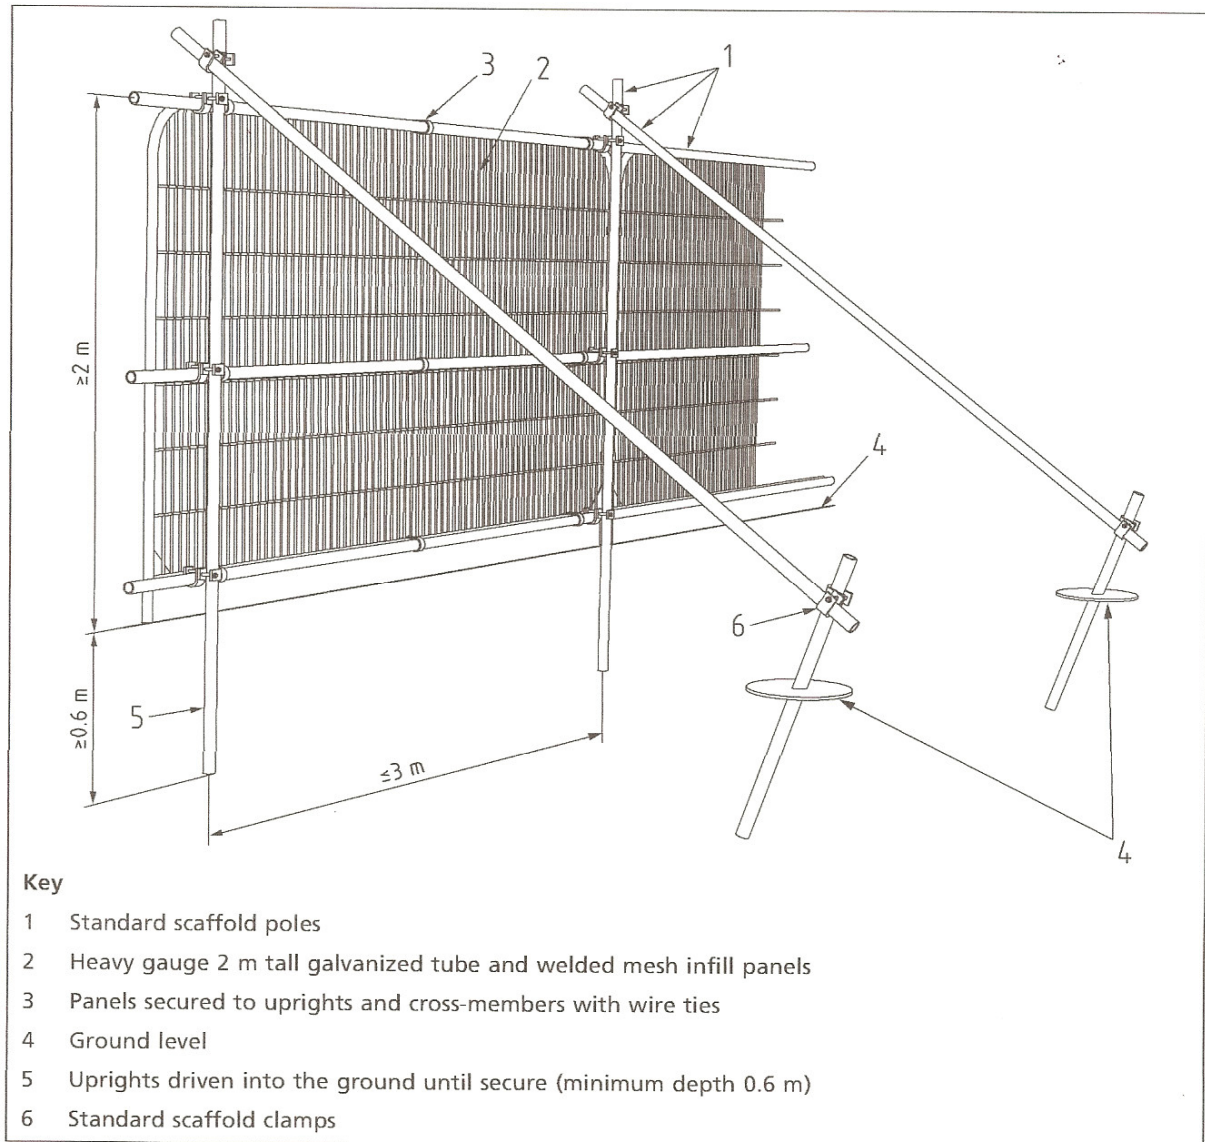 3
2
1
≥2 m
4
6
≥0.6 m
5
≤3 m
4
Key
1 Standard scaffold poles
2 Heavy gauge 2 m tall galvanized tube and welded mesh infill panels
3 Panels secured to uprights and cross-members with wire ties
4 Ground level
5 Uprights driven into the ground until secure (minimum depth 0.6 m)
6 Standard scaffold clamps